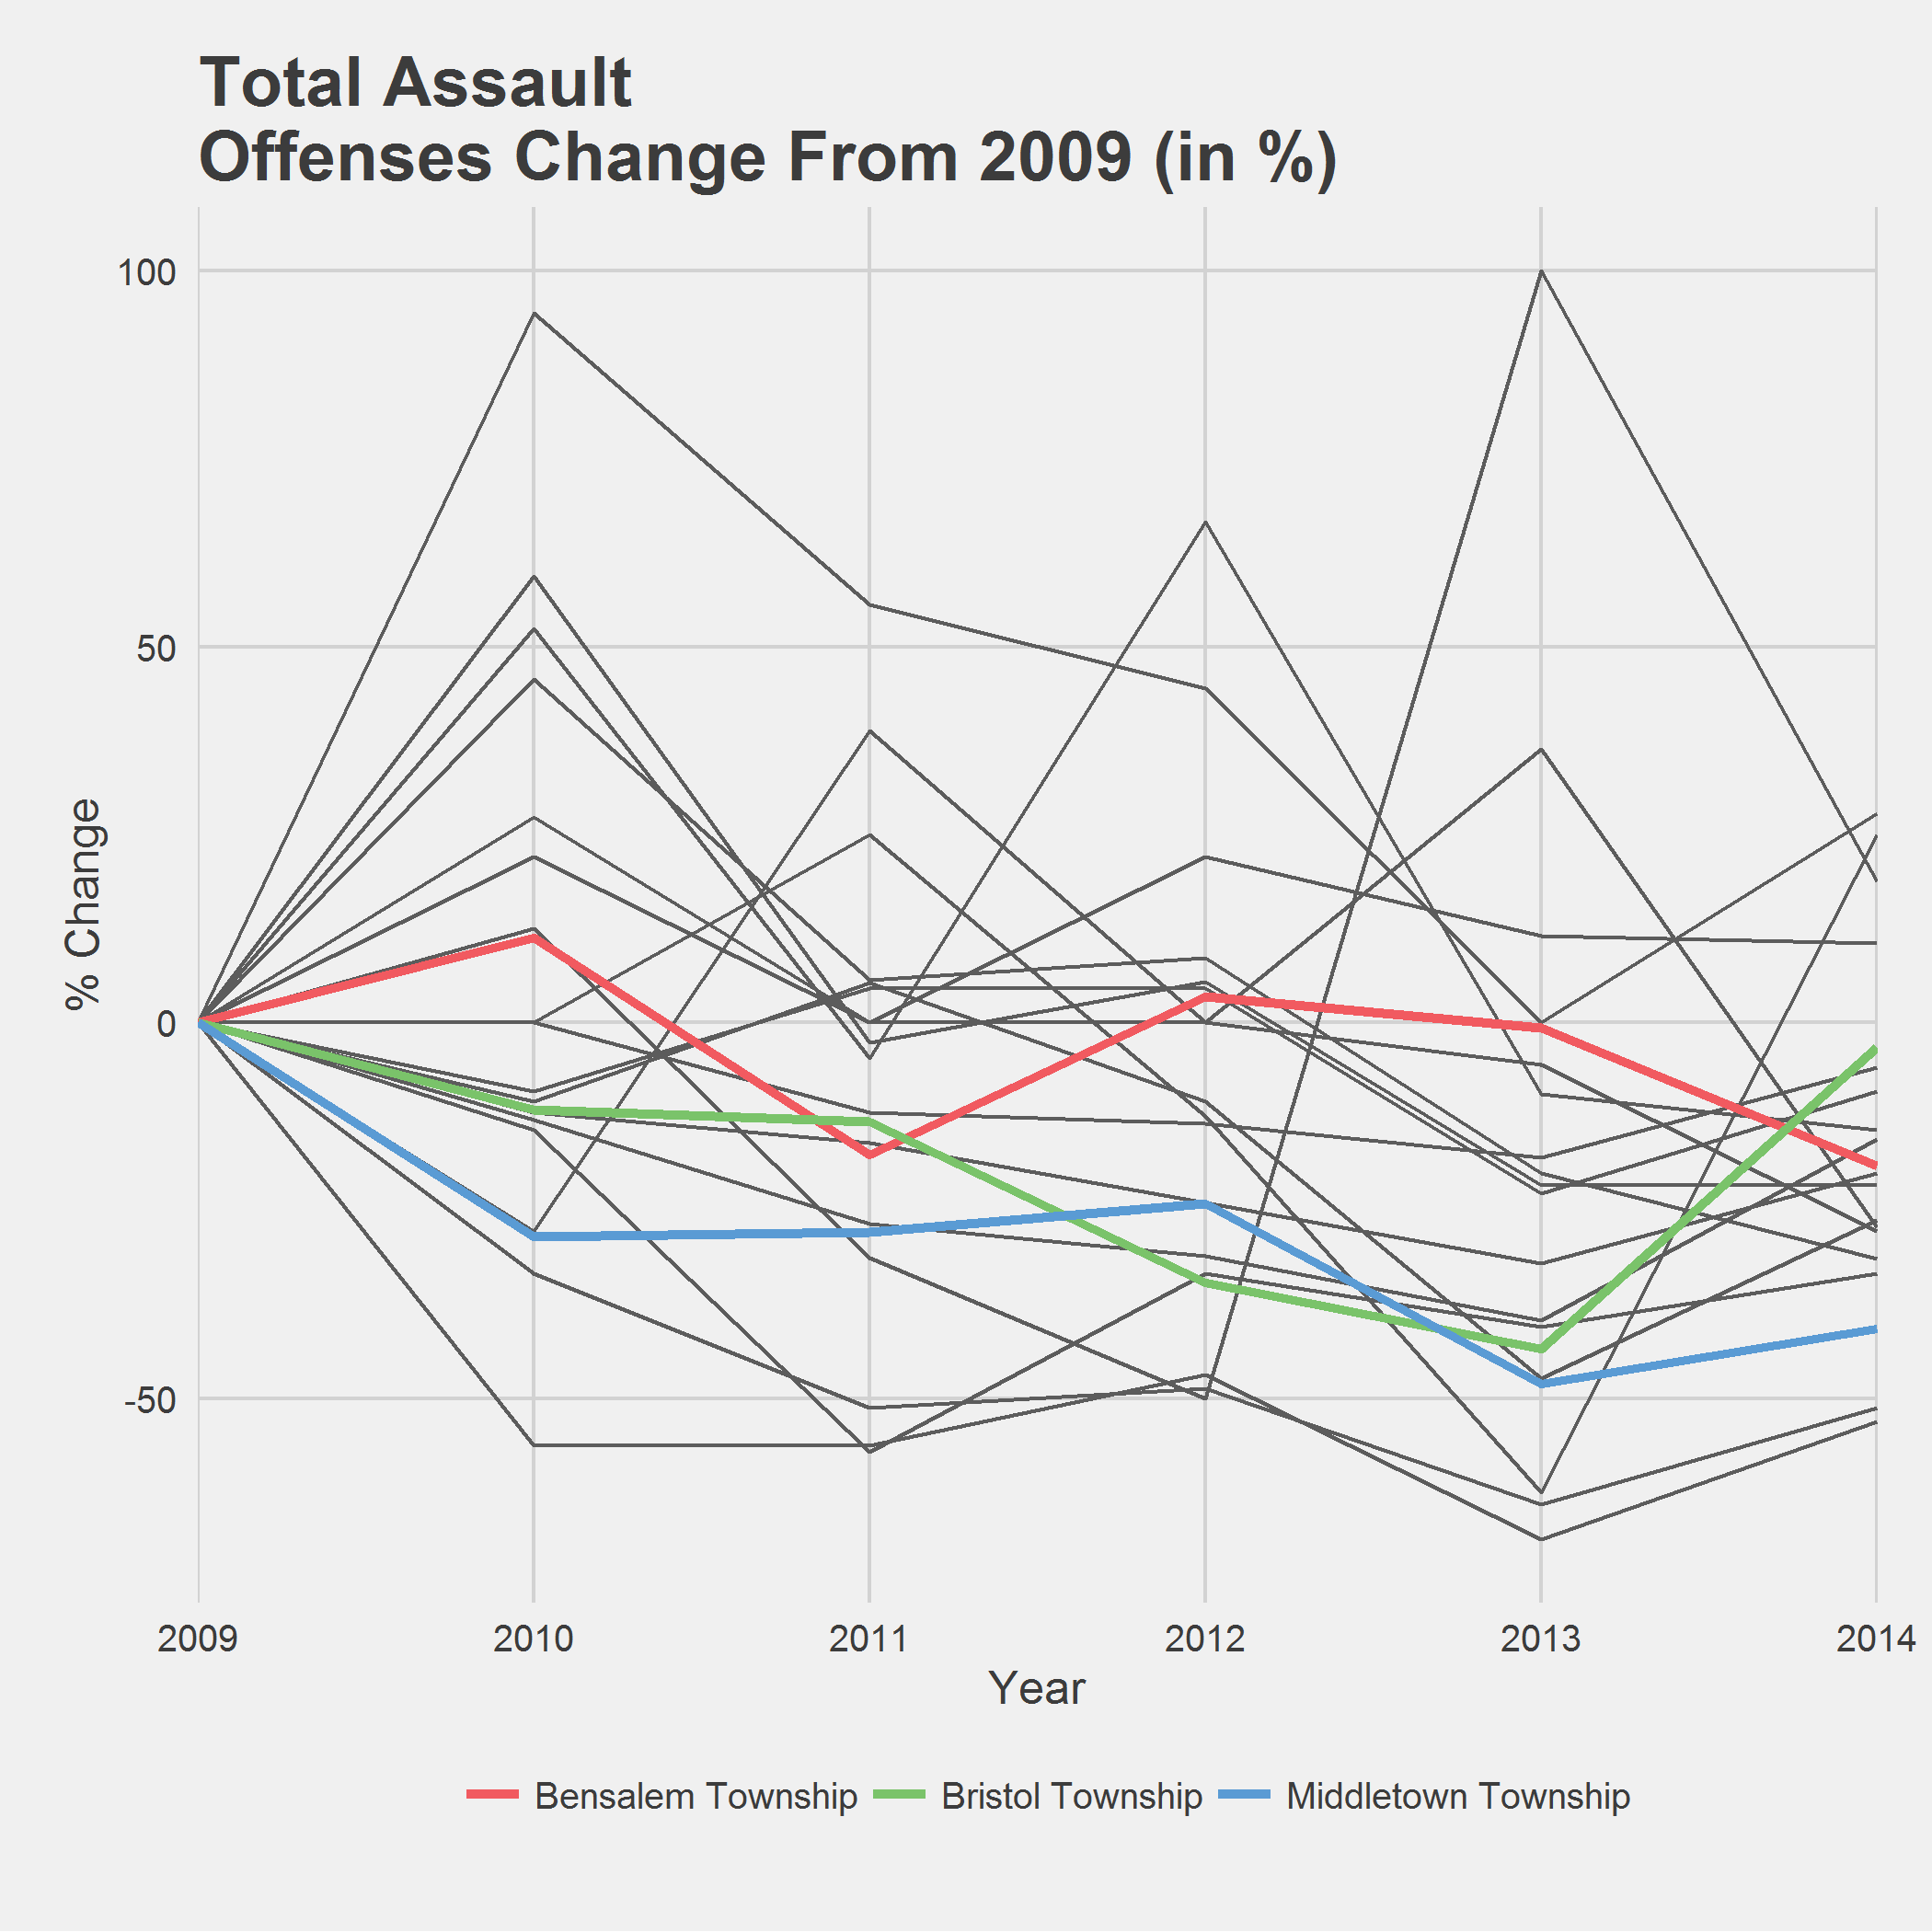 Total Assault
Offenses Change From 2009 (in %)
100
50
0
-50
% Change
2009 2010 2011 2012 2013 2014
Year
Bensalem Township Bristol Township Middletown Township